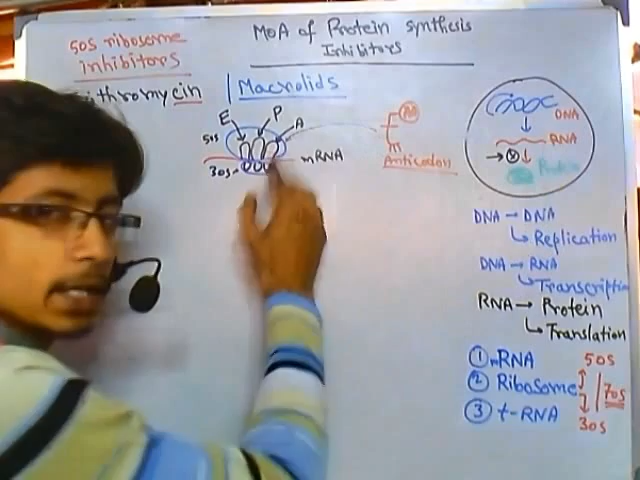 MOA of Protein synthesis
Inhibitors
50S ribosome
inhibitors
thromycin | Macrolids
E
P
A
50s
30s
mRNA
M
Anticodon
DNA
RNA
Protein
DNA → DNA
↳ Replication
DNA → RNA
↳ Transcription
RNA → Protein
↳ Translation
① mRNA
② Ribosome
③ t-RNA
50s
70s
30s